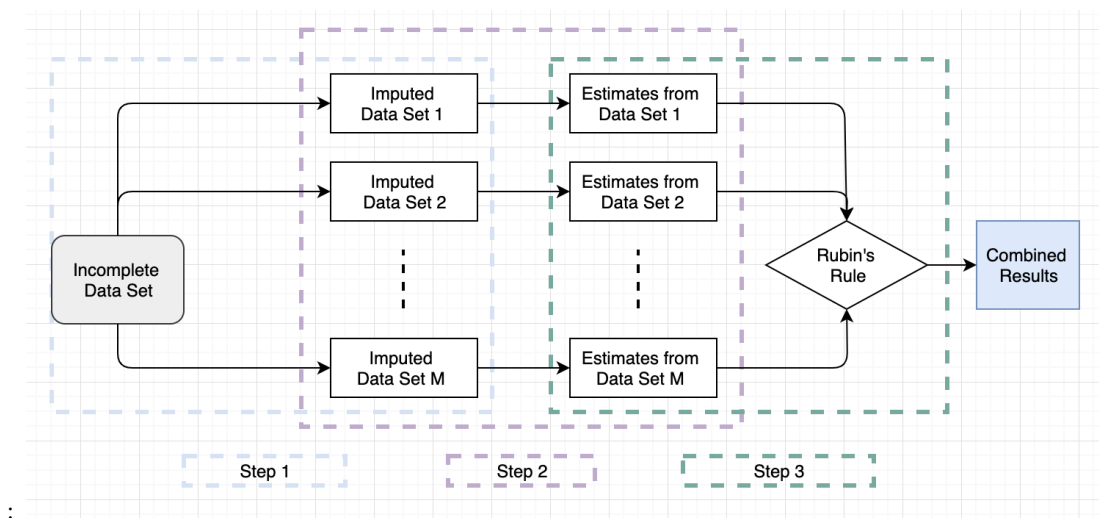 Imputed
Data Set 1
Estimates from
Data Set 1
Imputed
Data Set 2
Estimates from
Data Set 2
Incomplete
Data Set
Rubin's
Rule
Combined
Results
Imputed
Data Set M
Estimates from
Data Set M
Step 1
Step 2
Step 3
: